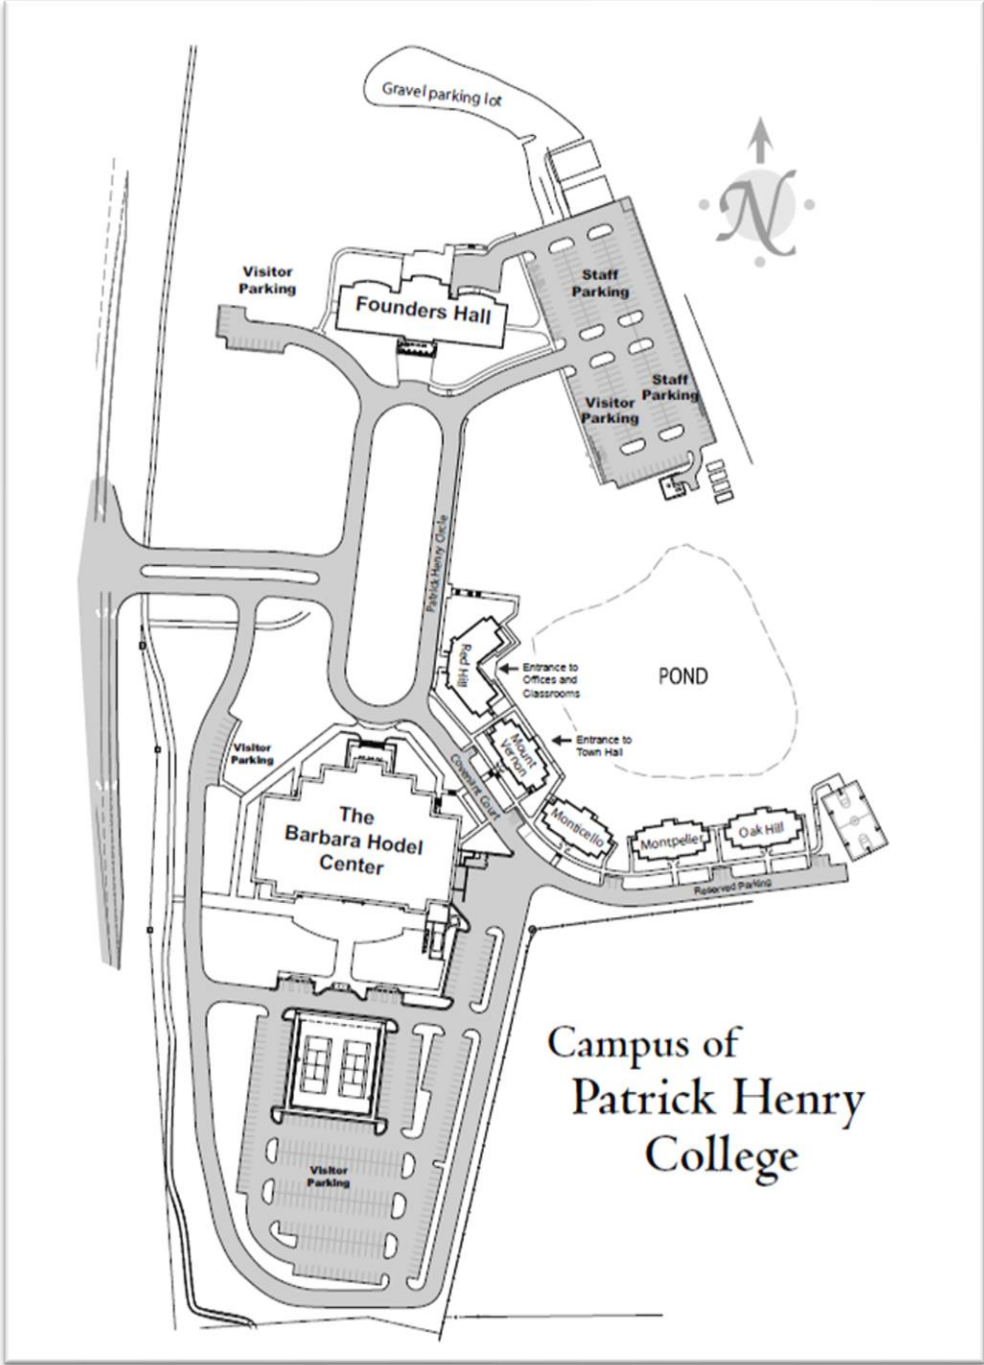 Gravel parking lot
N
Visitor
Parking
Founders Hall
Staff
Parking
Staff
Parking
Visitor
Parking
Patrick Henry Circle
Red Hill
Entrance to
Offices and
Classrooms
POND
Mount
Vernon
Entrance to
Town Hall
Visitor
Parking
Covenant Court
The
Barbara Hodel
Center
Monticello
Montpelier
Oak Hill
Reserved Parking
Visitor
Parking
Campus of
Patrick Henry
College